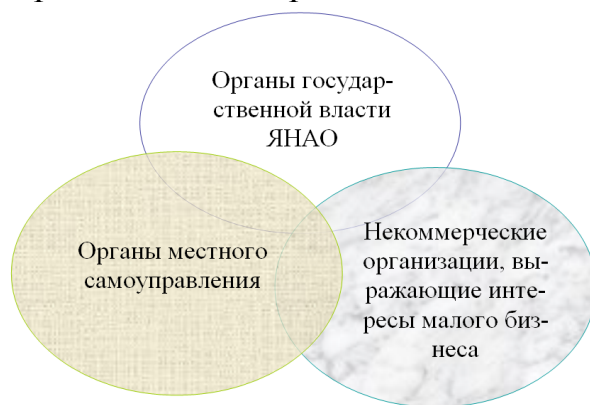 Органы государ-
ственной власти
ЯНАО
Органы местного
самоуправления
Некоммерческие
организации, вы-
ражающие инте-
ресы малого биз-
неса